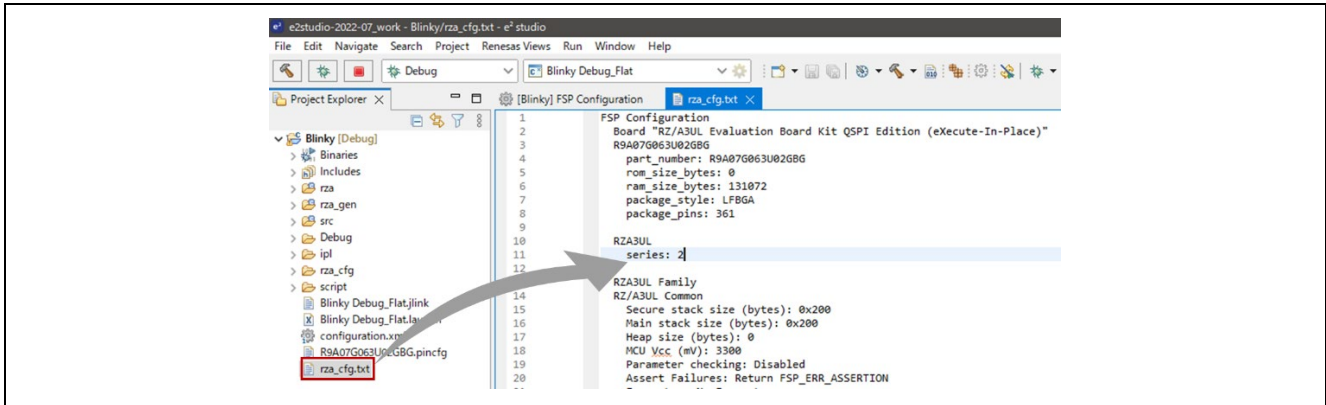 e2studio-2022-07_work - Blinky/rza_cfg.txt - e² studio
File Edit Navigate Search Project Renesas Views Run Window Help
Debug
Blinky Debug_Flat
Project Explorer
[Blinky] FSP Configuration
rza_cfg.txt
Blinky [Debug]
Binaries
Includes
rza
rza_gen
src
Debug
ipl
rza_cfg
script
Blinky Debug_Flat.jlink
Blinky Debug_Flat.la
configuration.xm
R9A07G063U02GBG.pincfg
rza_cfg.txt
1 FSP Configuration
2 Board "RZ/A3UL Evaluation Board Kit QSPI Edition (eXecute-In-Place)"
3 R9A07G063U02GBG
4 part_number: R9A07G063U02GBG
5 rom_size_bytes: 0
6 ram_size_bytes: 131072
7 package_style: LFBGA
8 package_pins: 361
9
10 RZA3UL
11 series: 2
12
RZA3UL Family
14 RZ/A3UL Common
15 Secure stack size (bytes): 0x200
16 Main stack size (bytes): 0x200
17 Heap size (bytes): 0
18 MCU Vcc (mV): 3300
19 Parameter checking: Disabled
20 Assert Failures: Return FSP_ERR_ASSERTION